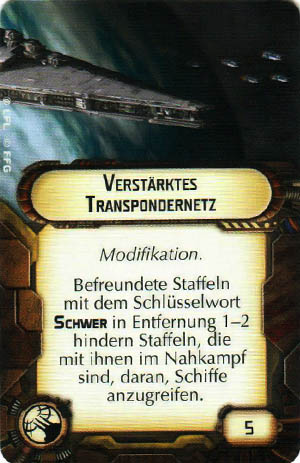 © LFL © FFG
Verstärktes
Transpondernetz
Modifikation.
Befreundete Staffeln
mit dem Schlüsselwort
Schwer in Entfernung 1–2
hindern Staffeln, die
mit ihnen im Nahkampf
sind, daran, Schiffe
anzugreifen.
5